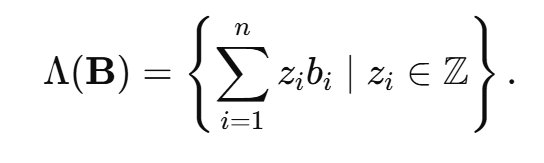 Λ(𝐁) = { ∑_{i=1}^{n} z_i b_i | z_i ∈ ℤ } .